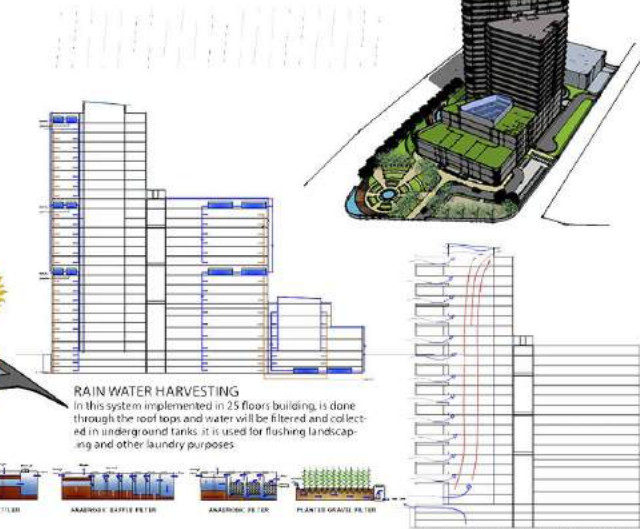 RAIN WATER HARVESTING
In this system implemented in 25 floors building, is done
through the roof tops and water will be filtered and collect-
ed in underground tanks it is used for flushing landscap-
ing and other laundry purposes
ANAEROBIC BAFFLE FILTER
ANAEROBIC FILTER
PLANTED GRAVEL FILTER